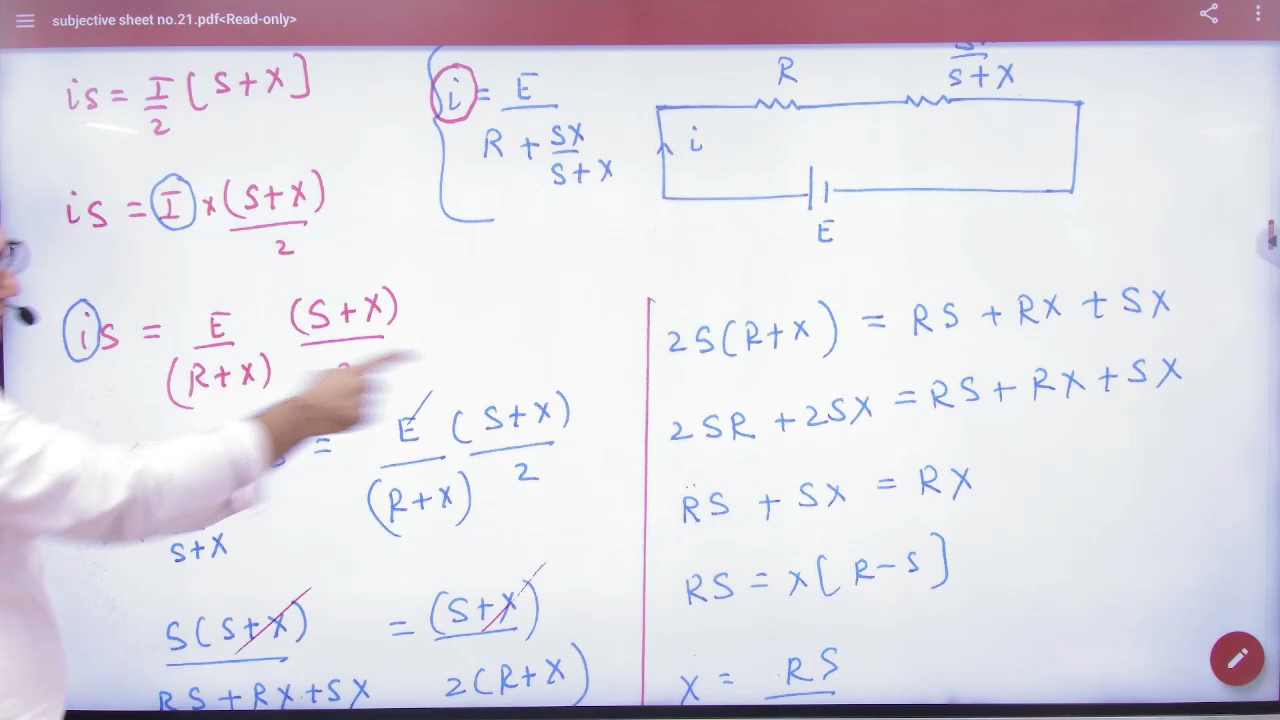 subjective sheet no.21.pdf<Read-only>
is = I/2 [S+X]
is = I × (S+X)/2
is = E/(R+X) (S+X)
= E/(R+X) (S+X)/2
S+X
S(S+X)/RS+RX+SX = (S+X)/2(R+X)
i = E/R + SX/S+X
R
S+X
i
E
2S(R+X) = RS + RX + SX
2SR + 2SX = RS + RX + SX
RS + SX = RX
RS = X[R-S]
X = RS